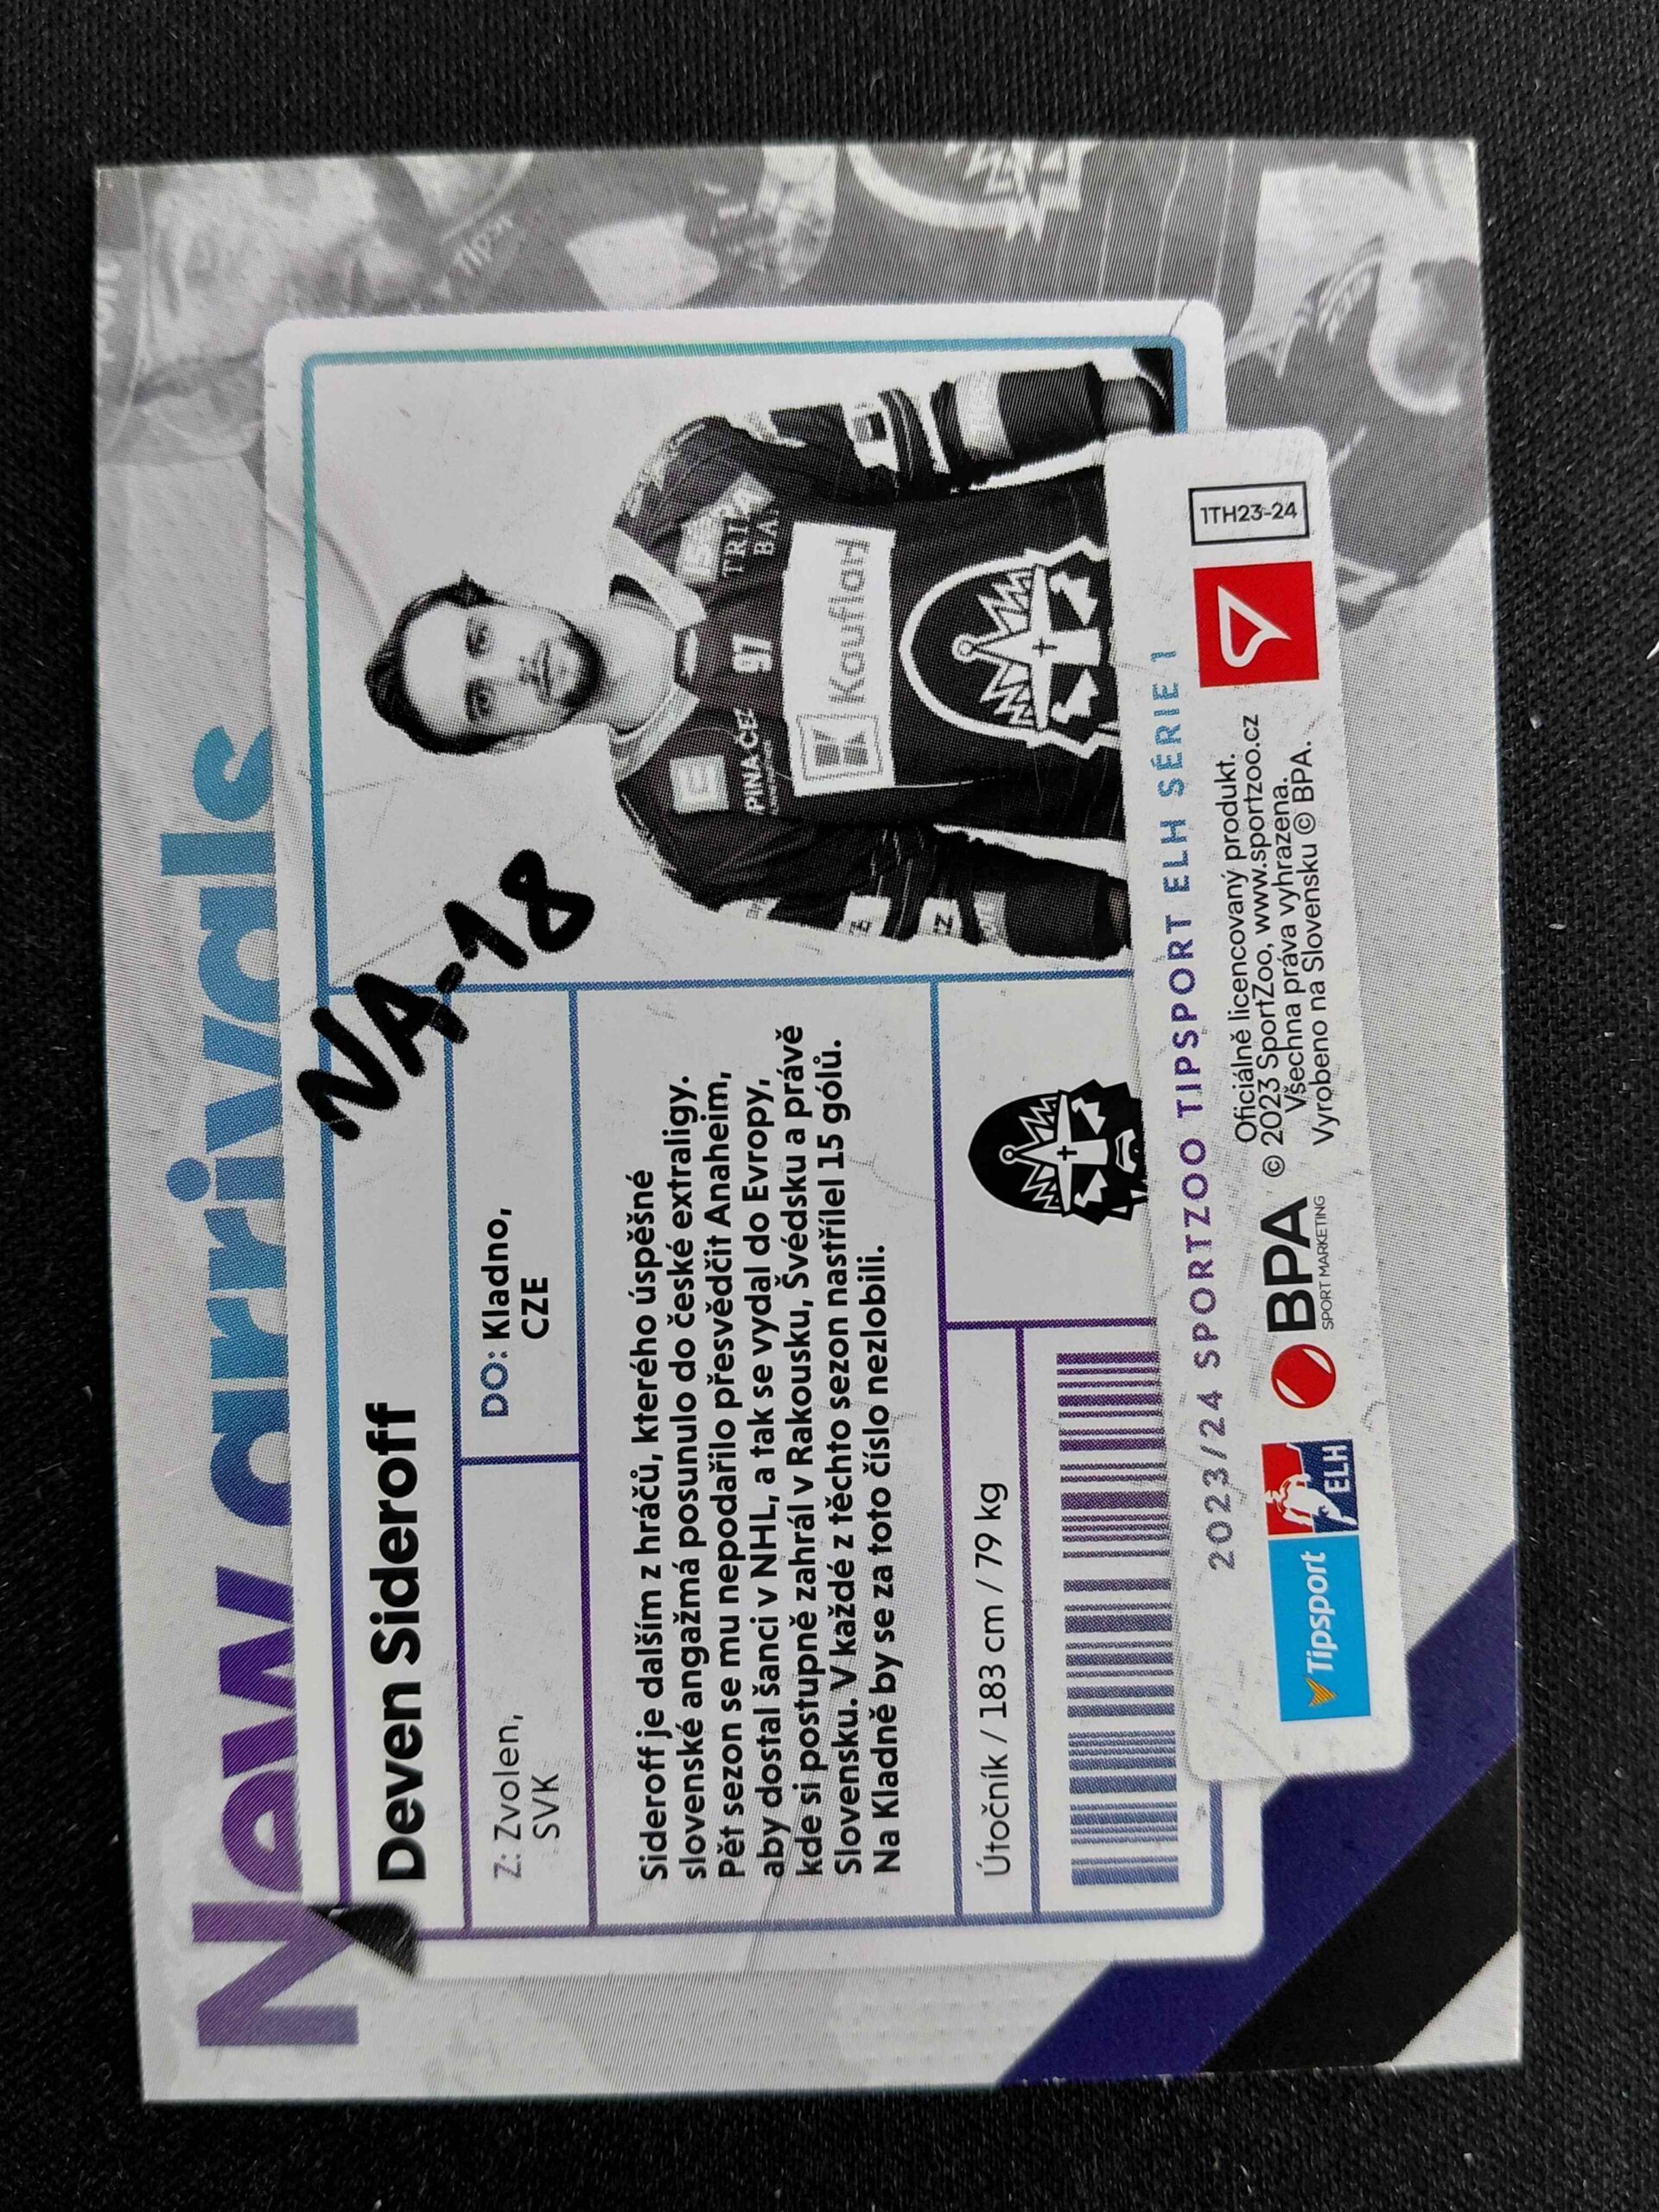 New arrivals
NA-18
Deven Sideroff
Z: Zvolen,
SVK
DO: Kladno,
CZE
Sideroff je dalším z hráčů, kterého úspěšné
slovenské angažmá posunulo do české extraligy.
Pět sezon se mu nepodařilo přesvědčit Anaheim,
aby dostal šanci v NHL, a tak se vydal do Evropy,
kde si postupně zahrál v Rakousku, Švédsku a právě
Slovensku. V každé z těchto sezon nastřílel 15 gólů.
Na Kladně by se za toto číslo nezlobili.
Útočník / 183 cm / 79 kg
97
Kaufland
2023/24 SPORTZOO TIPSPORT ELH SÉRIE 1
Tipsport
ELH
BPA
SPORT MARKETING
Oficiálně licencovaný produkt.
© 2023 SportZoo, www.sportzoo.cz
Všechna práva vyhrazena.
Vyrobeno na Slovensku © BPA.
1TH23-24